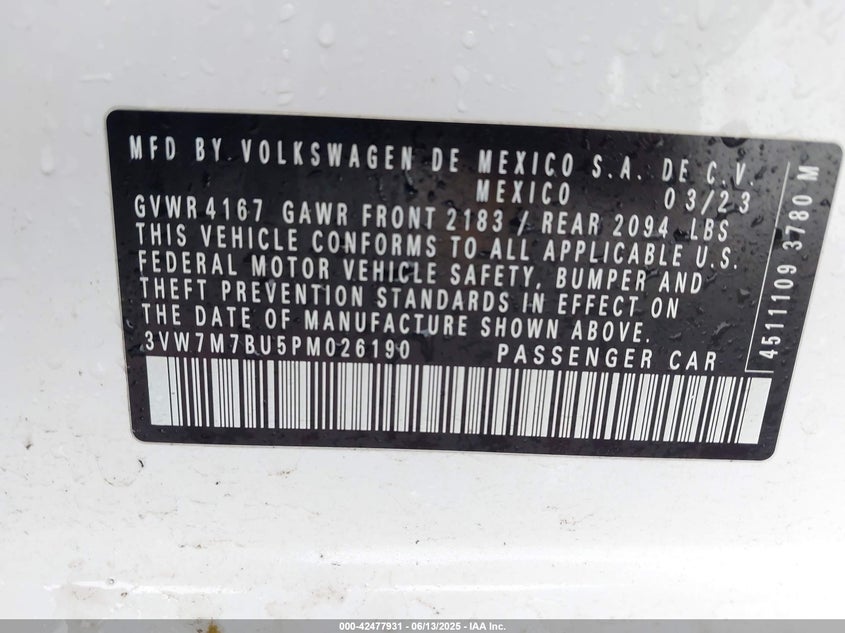 MFD BY VOLKSWAGEN DE MEXICO S.A. DE C.V.
MEXICO 03/23
GVWR 4167 GAWR FRONT 2183 / REAR 2094 LBS
THIS VEHICLE CONFORMS TO ALL APPLICABLE U.S.
FEDERAL MOTOR VEHICLE SAFETY, BUMPER AND
THEFT PREVENTION STANDARDS IN EFFECT ON
THE DATE OF MANUFACTURE SHOWN ABOVE.
3VW7M7BU5PM026190 PASSENGER CAR
4511109 3780 M
000-42477931 - 06/13/2025 - IAA Inc.